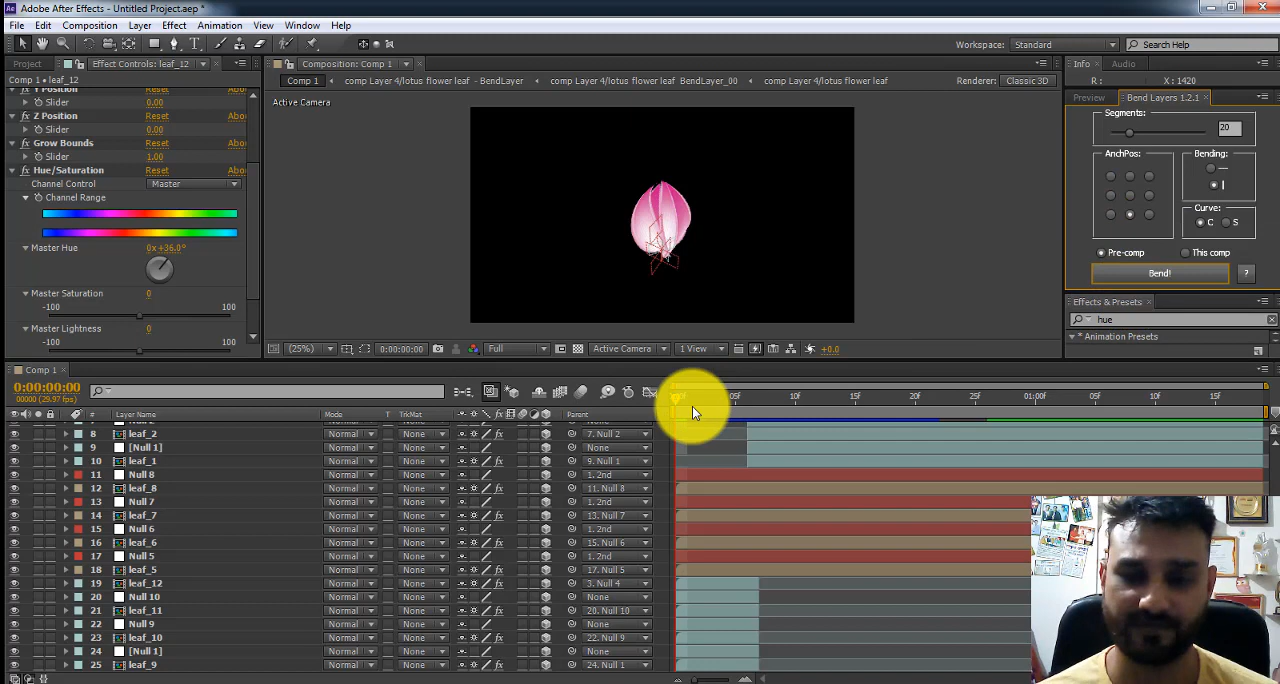 Adobe After Effects - Untitled Project.aep *
File Edit Composition Layer Effect Animation View Window Help
Workspace: Standard Search Help
Project Effect Controls: leaf_12 Composition: Comp 1 Info Audio
Comp 1 • leaf_12
Comp 1 comp Layer 4/lotus flower leaf - BendLayer comp Layer 4/lotus flower leaf BendLayer_00 comp Layer 4/lotus flower leaf Renderer: Classic 3D
R : X : 1420
Y Position Reset Abou
Active Camera
Preview Bend Layers 1.2.1
Slider 0.00
Segments: 20
Z Position Reset Abou
Slider 0.00
Grow Bounds Reset Abou
Slider 1.00
AnchPos: Bending:
—
|
Hue/Saturation Reset Abou
Channel Control Master
Channel Range
Curve:
C S
Master Hue 0x +36.0°
Pre-comp This comp
Bend! ?
Master Saturation 0
-100 100
Effects & Presets
Master Lightness 0
hue
-100 100
* Animation Presets
(25%) 0:00:00:00 Full Active Camera 1 View +0.0
Comp 1
0:00:00:00
00000 (29.97 fps)
05f 10f 15f 20f 25f 01:00f 05f 10f 15f
# Layer Name Mode T TrkMat Parent
8 leaf_2 Normal None 7. Null 2
9 [Null 1] Normal None None
10 leaf_1 Normal None 9. Null 1
11 Null 8 Normal None 1. 2nd
12 leaf_8 Normal None 11. Null 8
13 Null 7 Normal None 1. 2nd
14 leaf_7 Normal None 13. Null 7
15 Null 6 Normal None 1. 2nd
16 leaf_6 Normal None 15. Null 6
17 Null 5 Normal None 1. 2nd
18 leaf_5 Normal None 17. Null 5
19 leaf_12 Normal None 3. Null 4
20 Null 10 Normal None None
21 leaf_11 Normal None 20. Null 10
22 Null 9 Normal None None
23 leaf_10 Normal None 22. Null 9
24 [Null 1] Normal None None
25 leaf_9 Normal None 24. Null 1